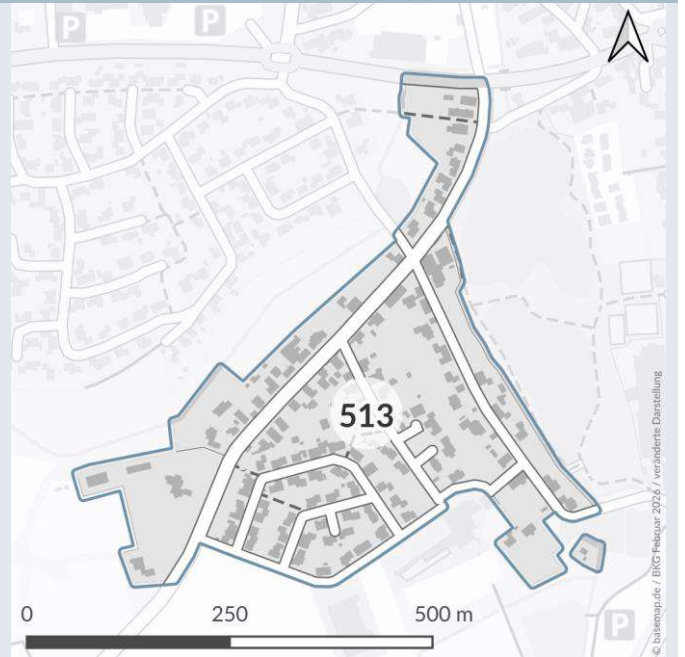 P
P
513
0
250
500 m
P
© basemap.de / BKG Februar 2026 / veränderte Darstellung